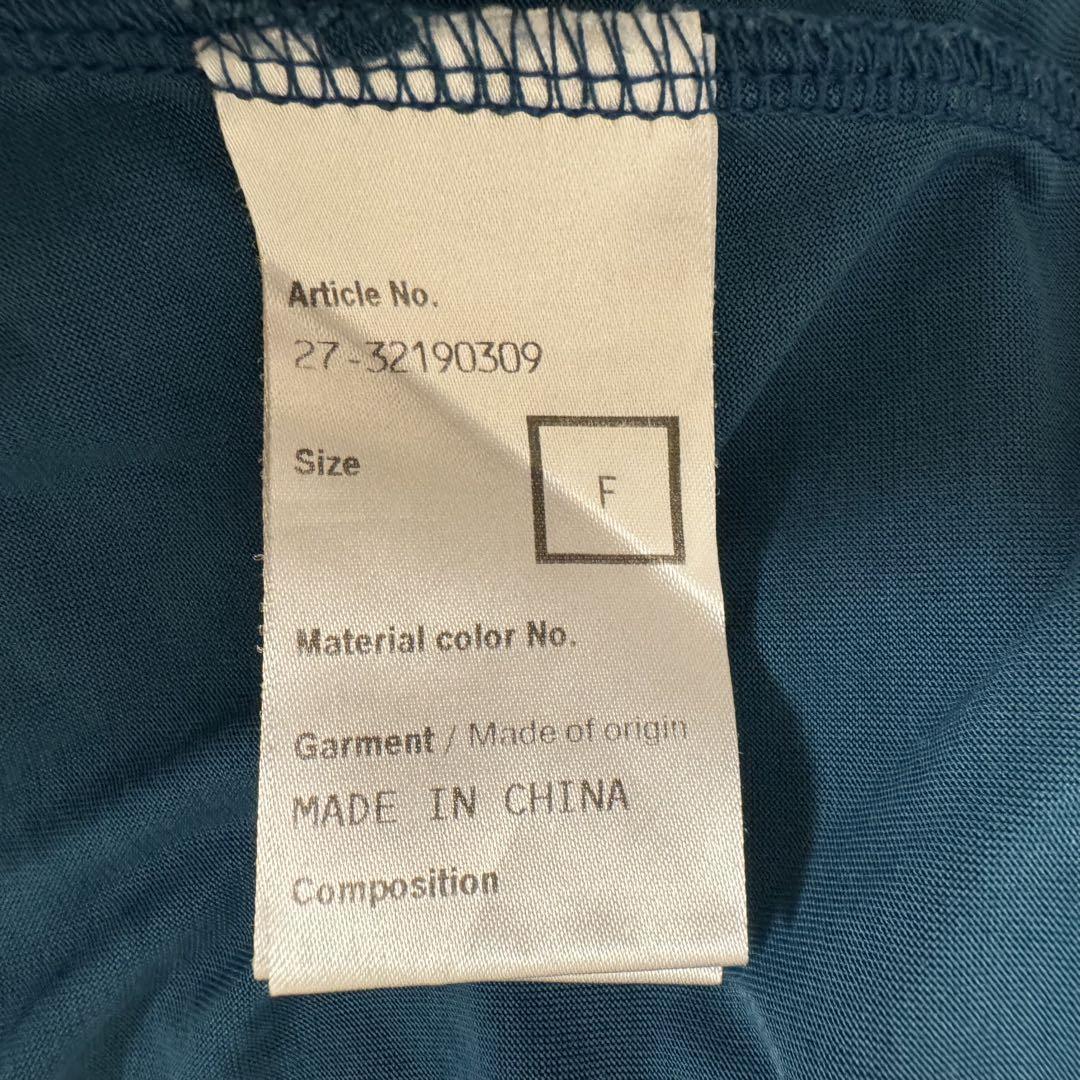 Article No.
27-32190309
Size
F
Material color No.
Garment / Made of origin
MADE IN CHINA
Composition